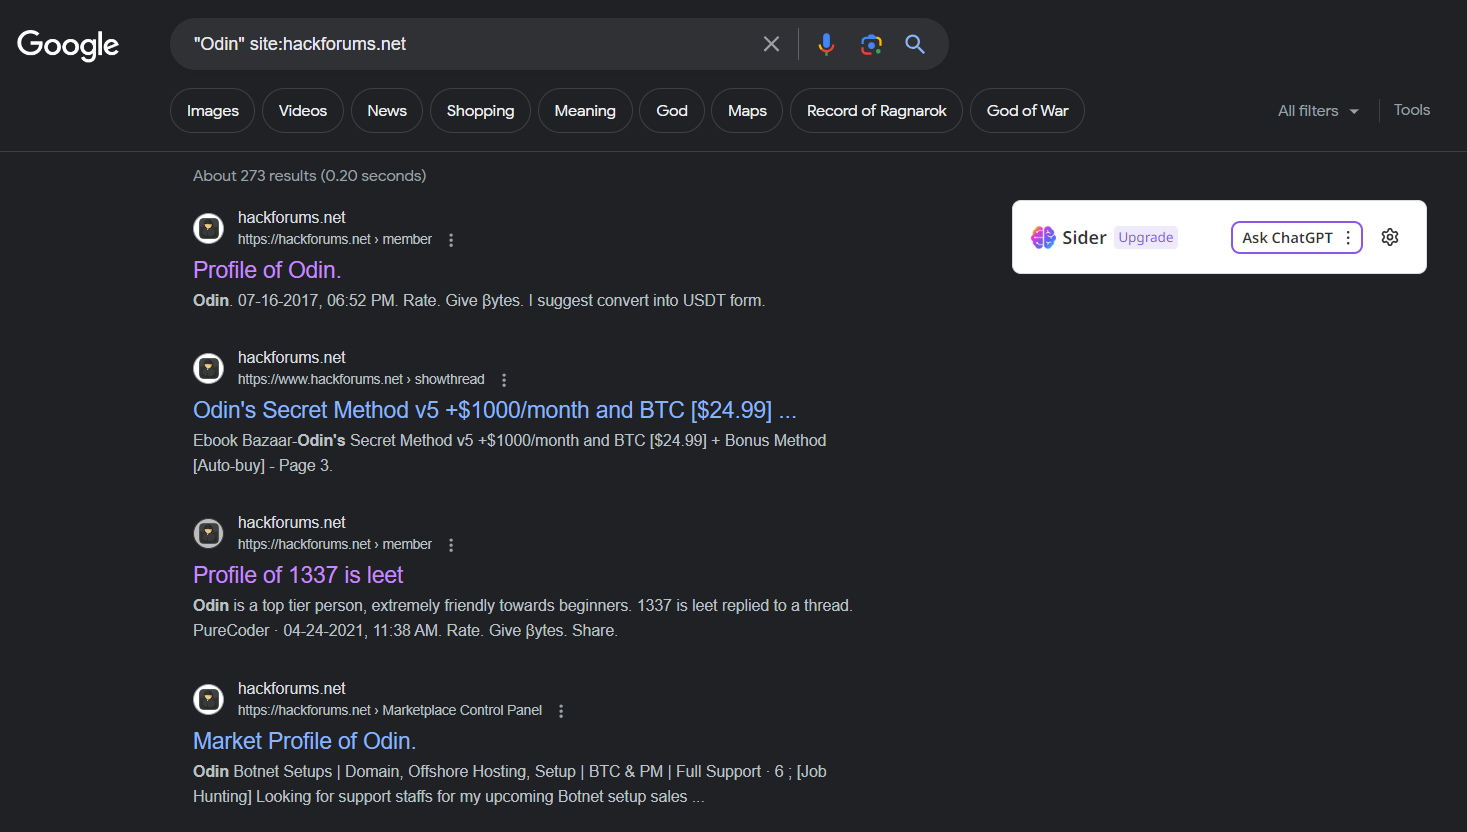 Google
"Odin" site:hackforums.net
Images Videos News Shopping Meaning God Maps Record of Ragnarok God of War All filters Tools
About 273 results (0.20 seconds)
hackforums.net
https://hackforums.net › member
Profile of Odin.
Odin. 07-16-2017, 06:52 PM. Rate. Give βytes. I suggest convert into USDT form.
Sider Upgrade Ask ChatGPT
hackforums.net
https://www.hackforums.net › showthread
Odin's Secret Method v5 +$1000/month and BTC [$24.99] ...
Ebook Bazaar-Odin's Secret Method v5 +$1000/month and BTC [$24.99] + Bonus Method
[Auto-buy] - Page 3.
hackforums.net
https://hackforums.net › member
Profile of 1337 is leet
Odin is a top tier person, extremely friendly towards beginners. 1337 is leet replied to a thread.
PureCoder · 04-24-2021, 11:38 AM. Rate. Give βytes. Share.
hackforums.net
https://hackforums.net › Marketplace Control Panel
Market Profile of Odin.
Odin Botnet Setups | Domain, Offshore Hosting, Setup | BTC & PM | Full Support · 6 ; [Job
Hunting] Looking for support staffs for my upcoming Botnet setup sales ...